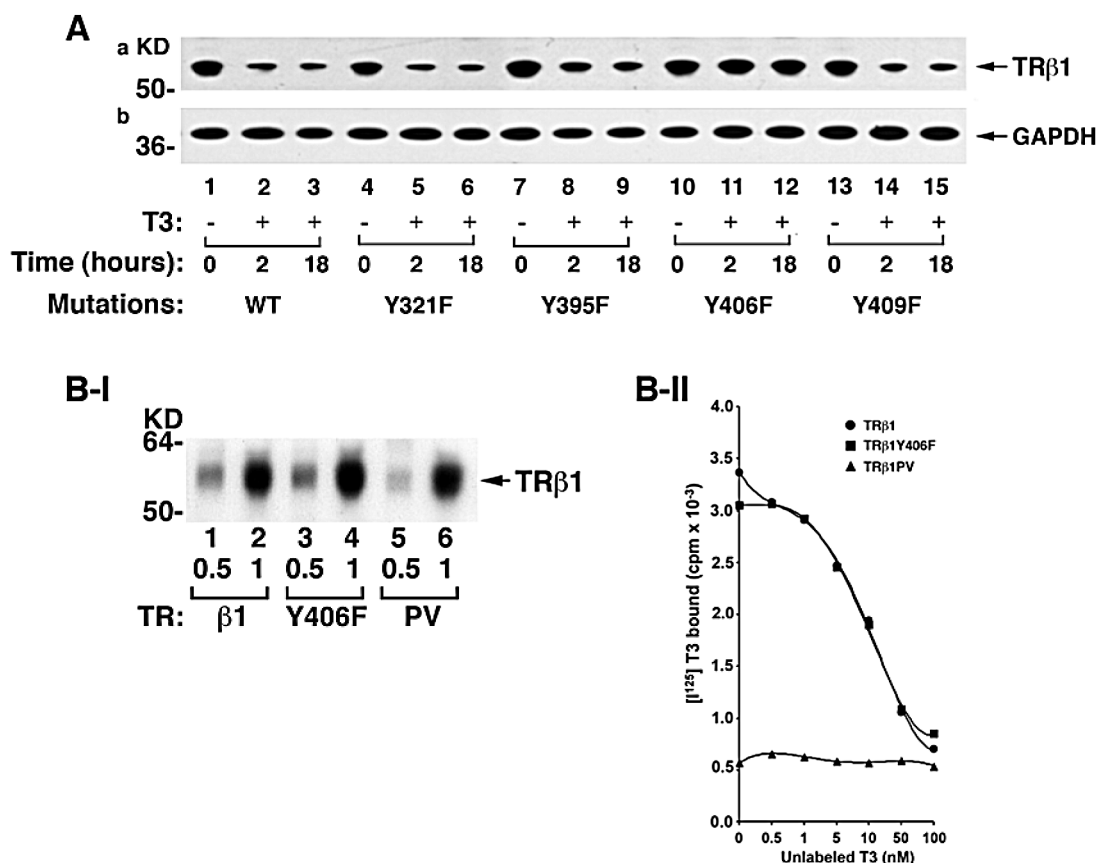 A
a KD
TRβ1
50-
b
GAPDH
36-
1 2 3 4 5 6 7 8 9 10 11 12 13 14 15
T3: - + + - + + - + + - + + - + +
Time (hours): 0 2 18 0 2 18 0 2 18 0 2 18 0 2 18
Mutations: WT Y321F Y395F Y406F Y409F
B-I
KD
64-
TRβ1
50-
1 2 3 4 5 6
0.5 1 0.5 1 0.5 1
TR: β1 Y406F PV
B-II
4.0
3.5
3.0
2.5
2.0
1.5
1.0
0.5
0.0
[I¹²⁵] T3 bound (cpm x 10⁻³)
TRβ1
TRβ1Y406F
TRβ1PV
0 0.5 1 5 10 50 100
Unlabeled T3 (nM)